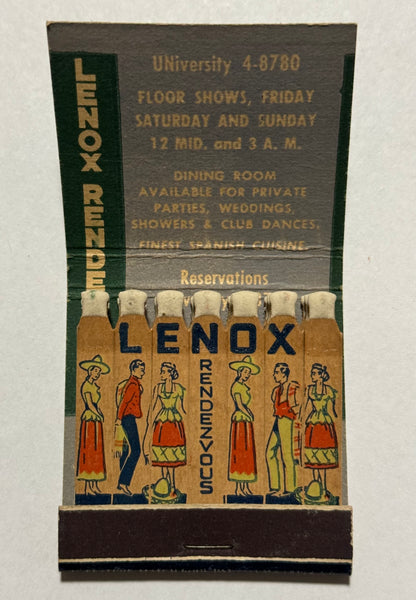 LENOX RENDE
UNiversity 4-8780
FLOOR SHOWS, FRIDAY
SATURDAY AND SUNDAY
12 MID. and 3 A. M.
DINING ROOM
AVAILABLE FOR PRIVATE
PARTIES, WEDDINGS,
SHOWERS & CLUB DANCES.
FINEST SPANISH CUISINE.
Reservations
LENOX
RENDEZVOUS